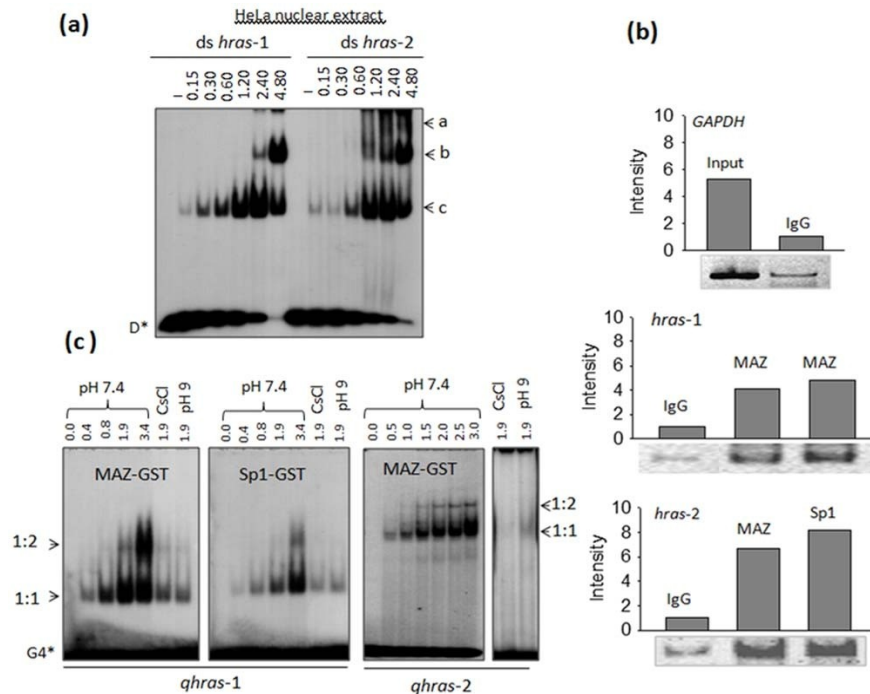 HeLa nuclear extract
(a)
ds hras-1
ds hras-2
I 0.15 0.30 0.60 1.20 2.40 4.80
I 0.15 0.30 0.60 1.20 2.40 4.80
a
b
c
D*
(b)
GAPDH
Intensity
10
8
6
4
2
0
Input
IgG
hras-1
Intensity
10
8
6
4
2
0
IgG
MAZ
MAZ
hras-2
Intensity
10
8
6
4
2
0
IgG
MAZ
Sp1
(c)
pH 7.4
0.0 0.4 0.8 1.9 3.4 1.9 1.9
CsCl
pH 9
MAZ-GST
pH 7.4
0.0 0.4 0.8 1.9 3.4 1.9 1.9
CsCl
pH 9
Sp1-GST
pH 7.4
0.0 0.5 1.0 1.5 2.0 2.5 3.0
MAZ-GST
CsCl
pH 9
1.9 1.9
1:2
1:1
G4*
1:2
1:1
qhras-1
qhras-2